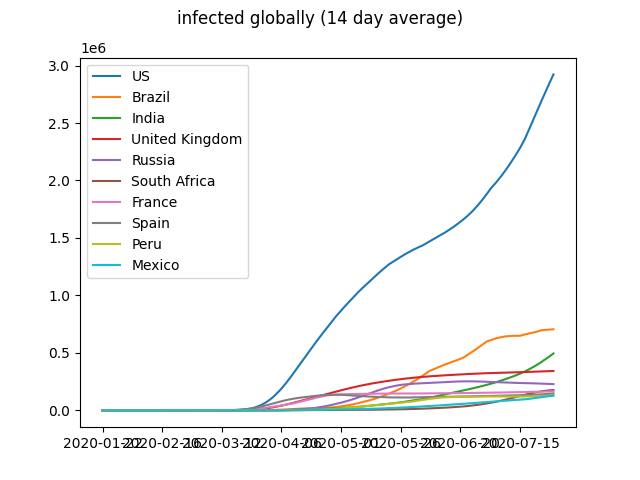 infected globally (14 day average)
1e6
3.0
2.5
2.0
1.5
1.0
0.5
0.0
US
Brazil
India
United Kingdom
Russia
South Africa
France
Spain
Peru
Mexico
2020-01-22 2020-02-16 2020-03-12 2020-04-06 2020-05-01 2020-05-26 2020-06-20 2020-07-15